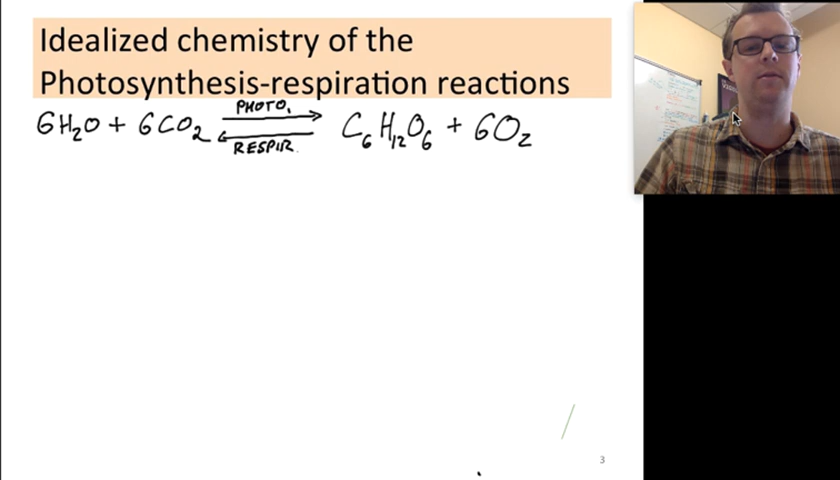 Idealized chemistry of the
Photosynthesis-respiration reactions
6H₂O + 6CO₂ PHOTO. RESPIR. C₆H₁₂O₆ + 6O₂
3